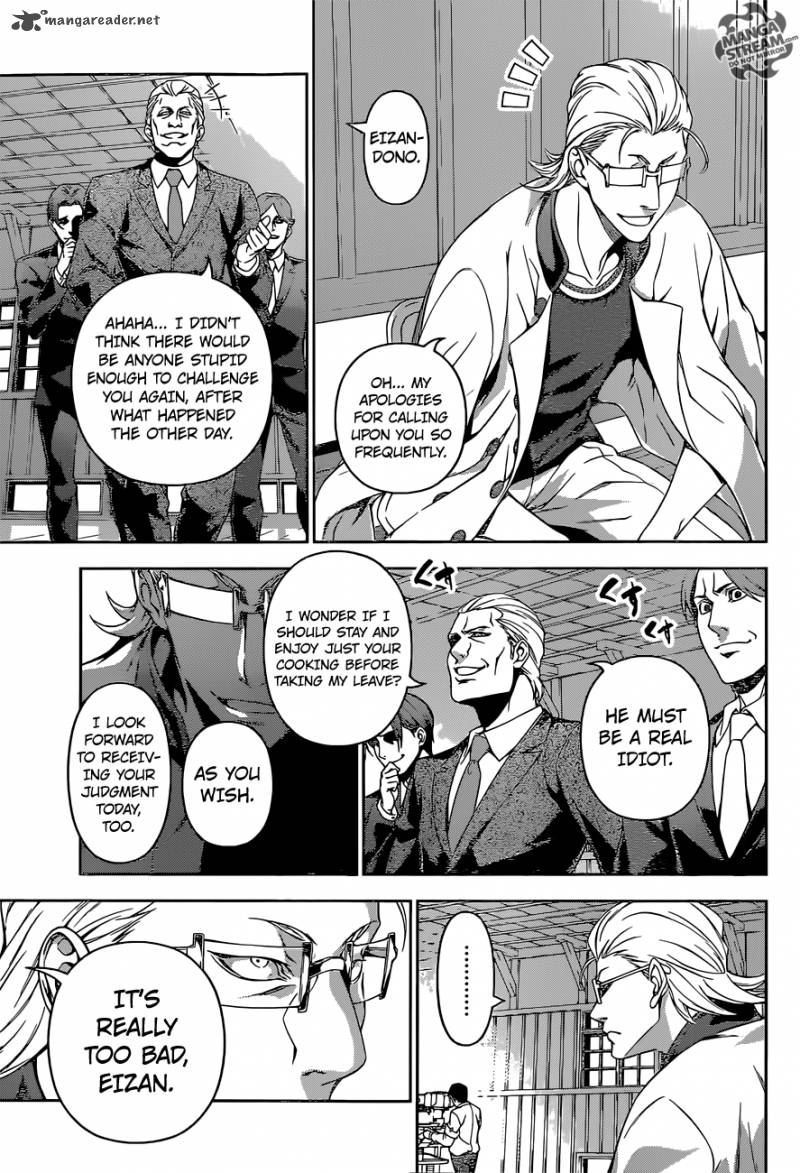 mangareader.net
MANGA
STREAM.com
DO NOT MIRROR!
EIZAN-
DONO.
OH... MY
APOLOGIES
FOR CALLING
UPON YOU SO
FREQUENTLY.
AHAHA... I DIDN'T
THINK THERE WOULD
BE ANYONE STUPID
ENOUGH TO CHALLENGE
YOU AGAIN, AFTER
WHAT HAPPENED
THE OTHER DAY.
くく
くく
HE MUST
BE A REAL
IDIOT.
I WONDER IF I
SHOULD STAY AND
ENJOY JUST YOUR
COOKING BEFORE
TAKING MY LEAVE?
AS YOU
WISH.
I LOOK
FORWARD
TO RECEIV-
ING YOUR
JUDGMENT
TODAY,
TOO.
.........
IT'S
REALLY
TOO BAD,
EIZAN.